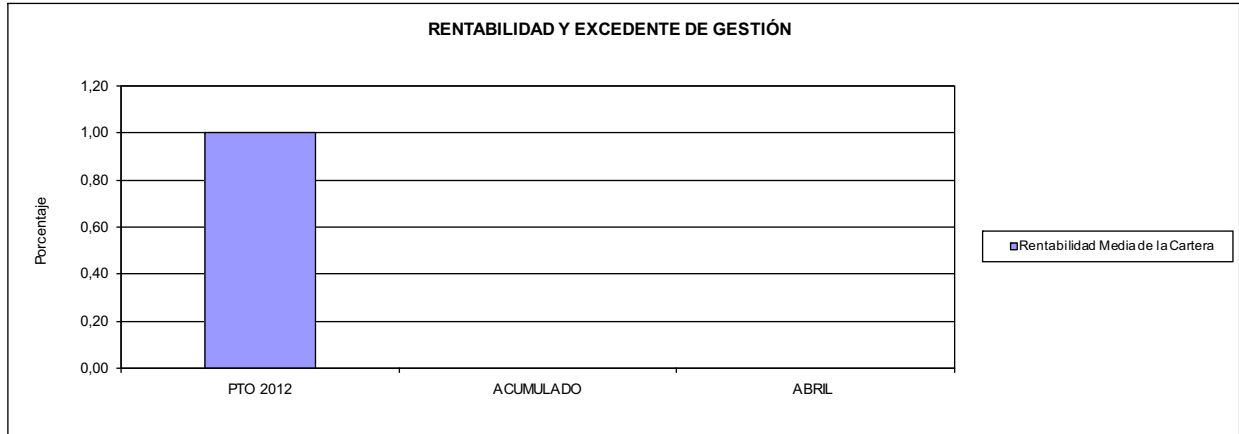 RENTABILIDAD Y EXCEDENTE DE GESTIÓN
1,20
1,00
0,80
0,60
0,40
0,20
0,00
Porcentaje
PTO 2012 ACUMULADO ABRIL
Rentabilidad Media de la Cartera